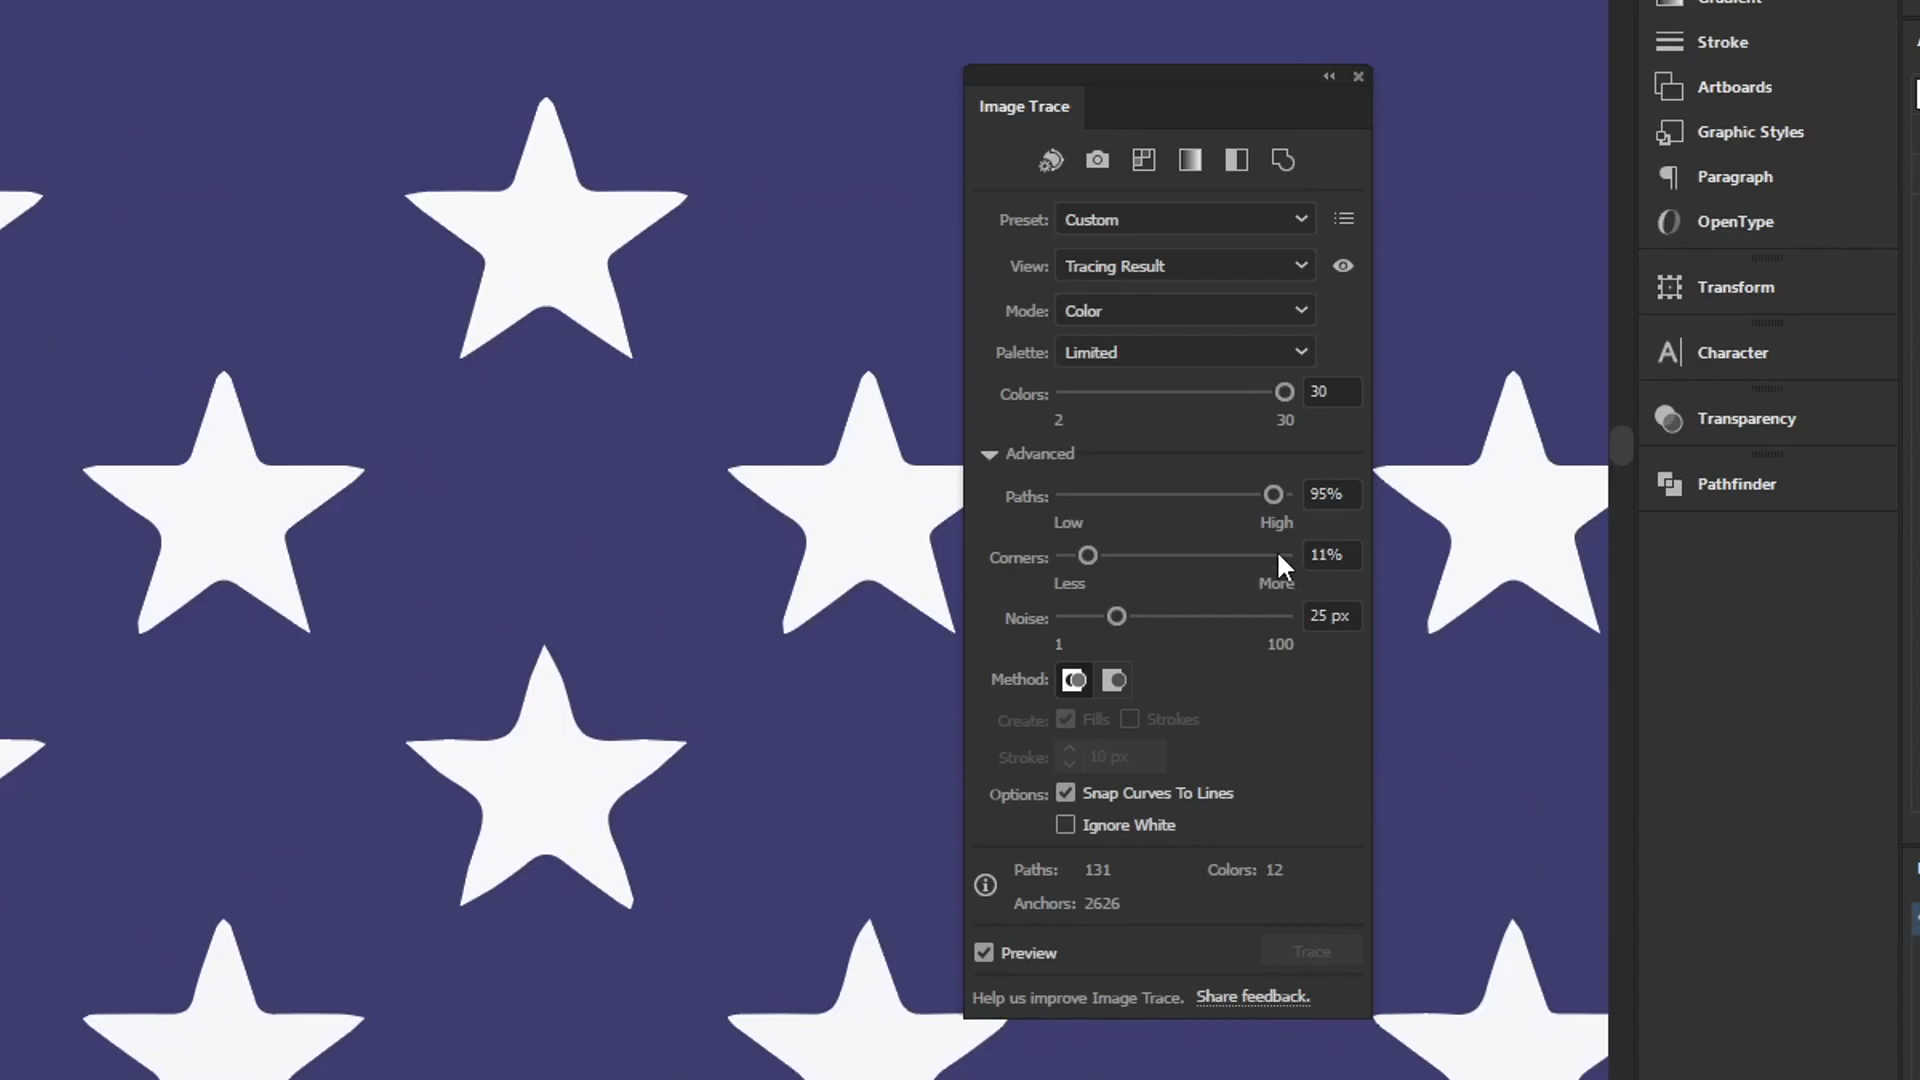 Stroke
Artboards
Image Trace
Graphic Styles
Paragraph
Preset: Custom
OpenType
View: Tracing Result
Transform
Mode: Color
Palette: Limited
Character
Colors: 30
2 30
Transparency
Advanced
Pathfinder
Paths: 95%
Low High
Corners: 11%
Less More
Noise: 25 px
1 100
Method:
Create: Fills Strokes
Stroke: 10 px
Options: Snap Curves To Lines
Ignore White
Paths: 131 Colors: 12
Anchors: 2626
Preview Trace
Help us improve Image Trace. Share feedback.